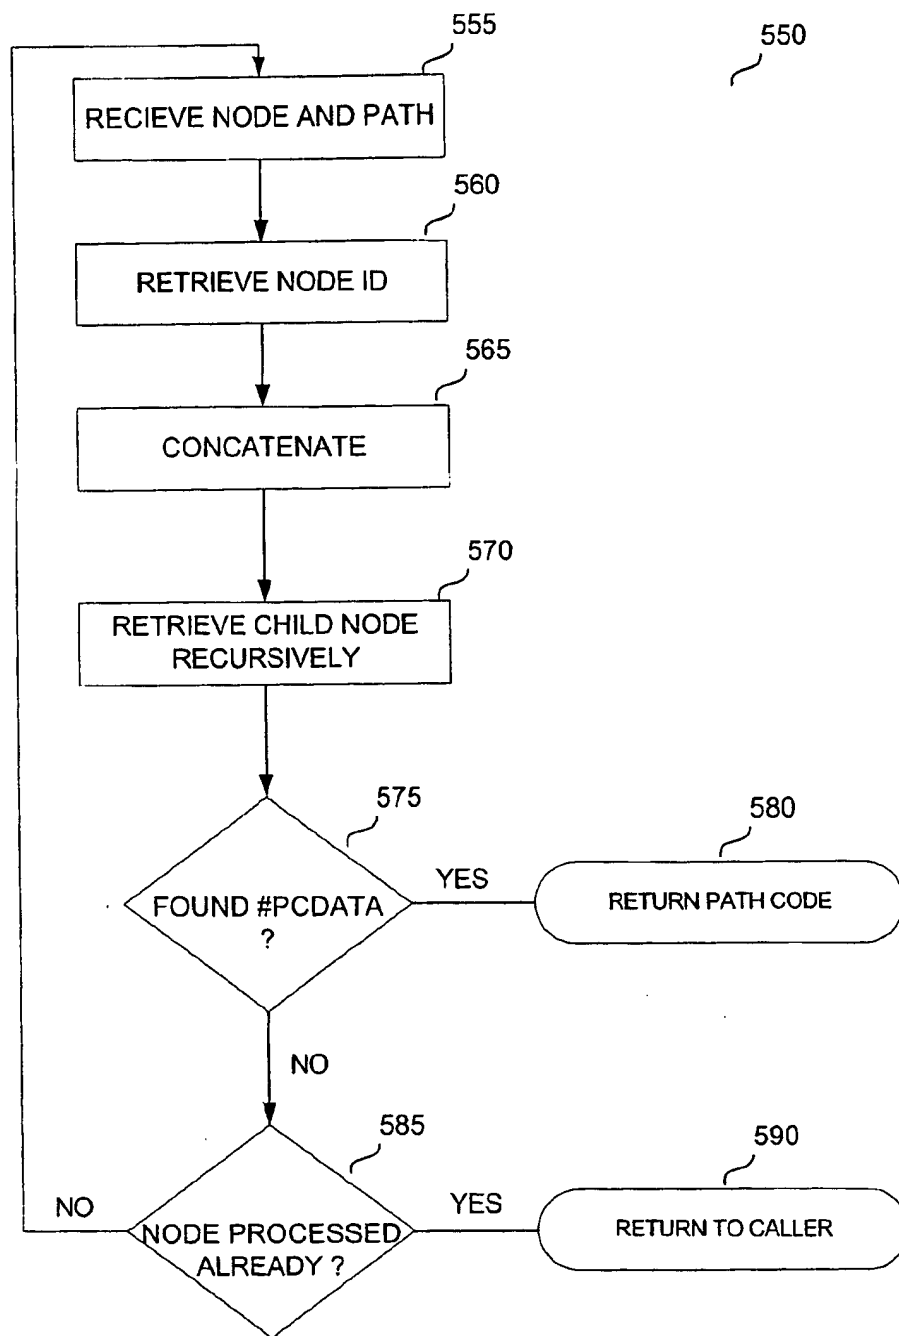 555
550
RECIEVE NODE AND PATH
560
RETRIEVE NODE ID
565
CONCATENATE
570
RETRIEVE CHILD NODE
RECURSIVELY
575
580
FOUND #PCDATA
?
YES
RETURN PATH CODE
NO
585
590
NO
NODE PROCESSED
ALREADY ?
YES
RETURN TO CALLER